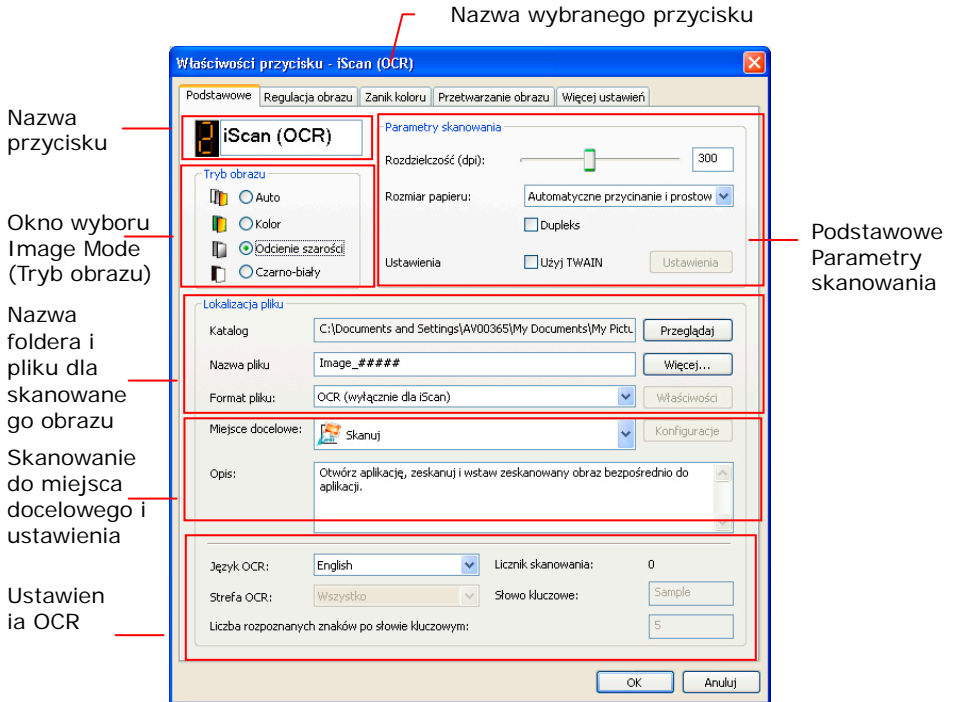 Nazwa wybranego przycisku
Właściwości przycisku - iScan (OCR)
Podstawowe Regulacja obrazu Zanik koloru Przetwarzanie obrazu Więcej ustawień
Nazwa
przycisku
2 iScan (OCR)
Parametry skanowania
Rozdzielczość (dpi): 300
Rozmiar papieru: Automatyczne przycinanie i prostow
Dupleks
Ustawienia Użyj TWAIN Ustawienia
Tryb obrazu
Auto
Kolor
Odcienie szarości
Czarno-biały
Okno wyboru
Image Mode
(Tryb obrazu)
Podstawowe
Parametry
skanowania
Lokalizacja pliku
Katalog C:\Documents and Settings\AV00365\My Documents\My Pictu Przeglądaj
Nazwa pliku Image_##### Więcej...
Format pliku: OCR (wyłącznie dla iScan) Właściwości
Nazwa
foldera i
pliku dla
skanowane
go obrazu
Miejsce docelowe: Skanuj Konfiguracje
Opis: Otwórz aplikację, zeskanuj i wstaw zeskanowany obraz bezpośrednio do
aplikacji.
Skanowanie
do miejsca
docelowego i
ustawienia
Język OCR: English Licznik skanowania: 0
Strefa OCR: Wszystko Słowo kluczowe: Sample
Liczba rozpoznanych znaków po słowie kluczowym: 5
Ustawien
ia OCR
OK Anuluj